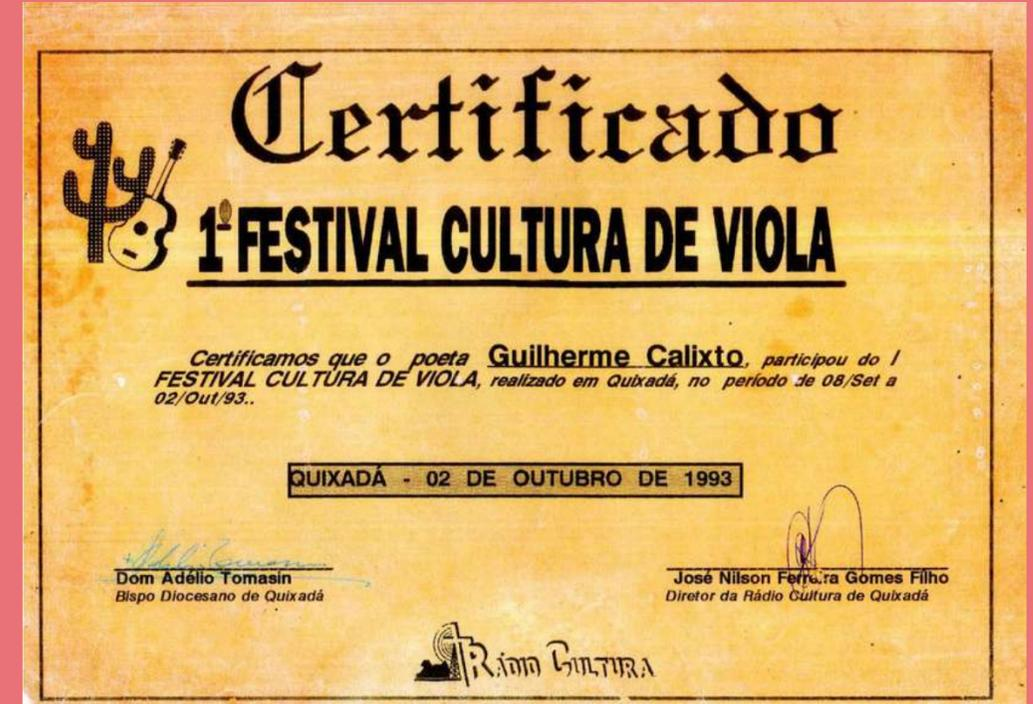 Certificado
1º FESTIVAL CULTURA DE VIOLA
Certificamos que o poeta Guilherme Calixto, participou do I
FESTIVAL CULTURA DE VIOLA, realizado em Quixadá, no período de 08/Set a
02/Out/93..
QUIXADÁ - 02 DE OUTUBRO DE 1993
Dom Adélio Tomasin
Bispo Diocesano de Quixadá
José Nilson Ferreira Gomes Filho
Diretor da Rádio Cultura de Quixadá
RÁDIO CULTURA